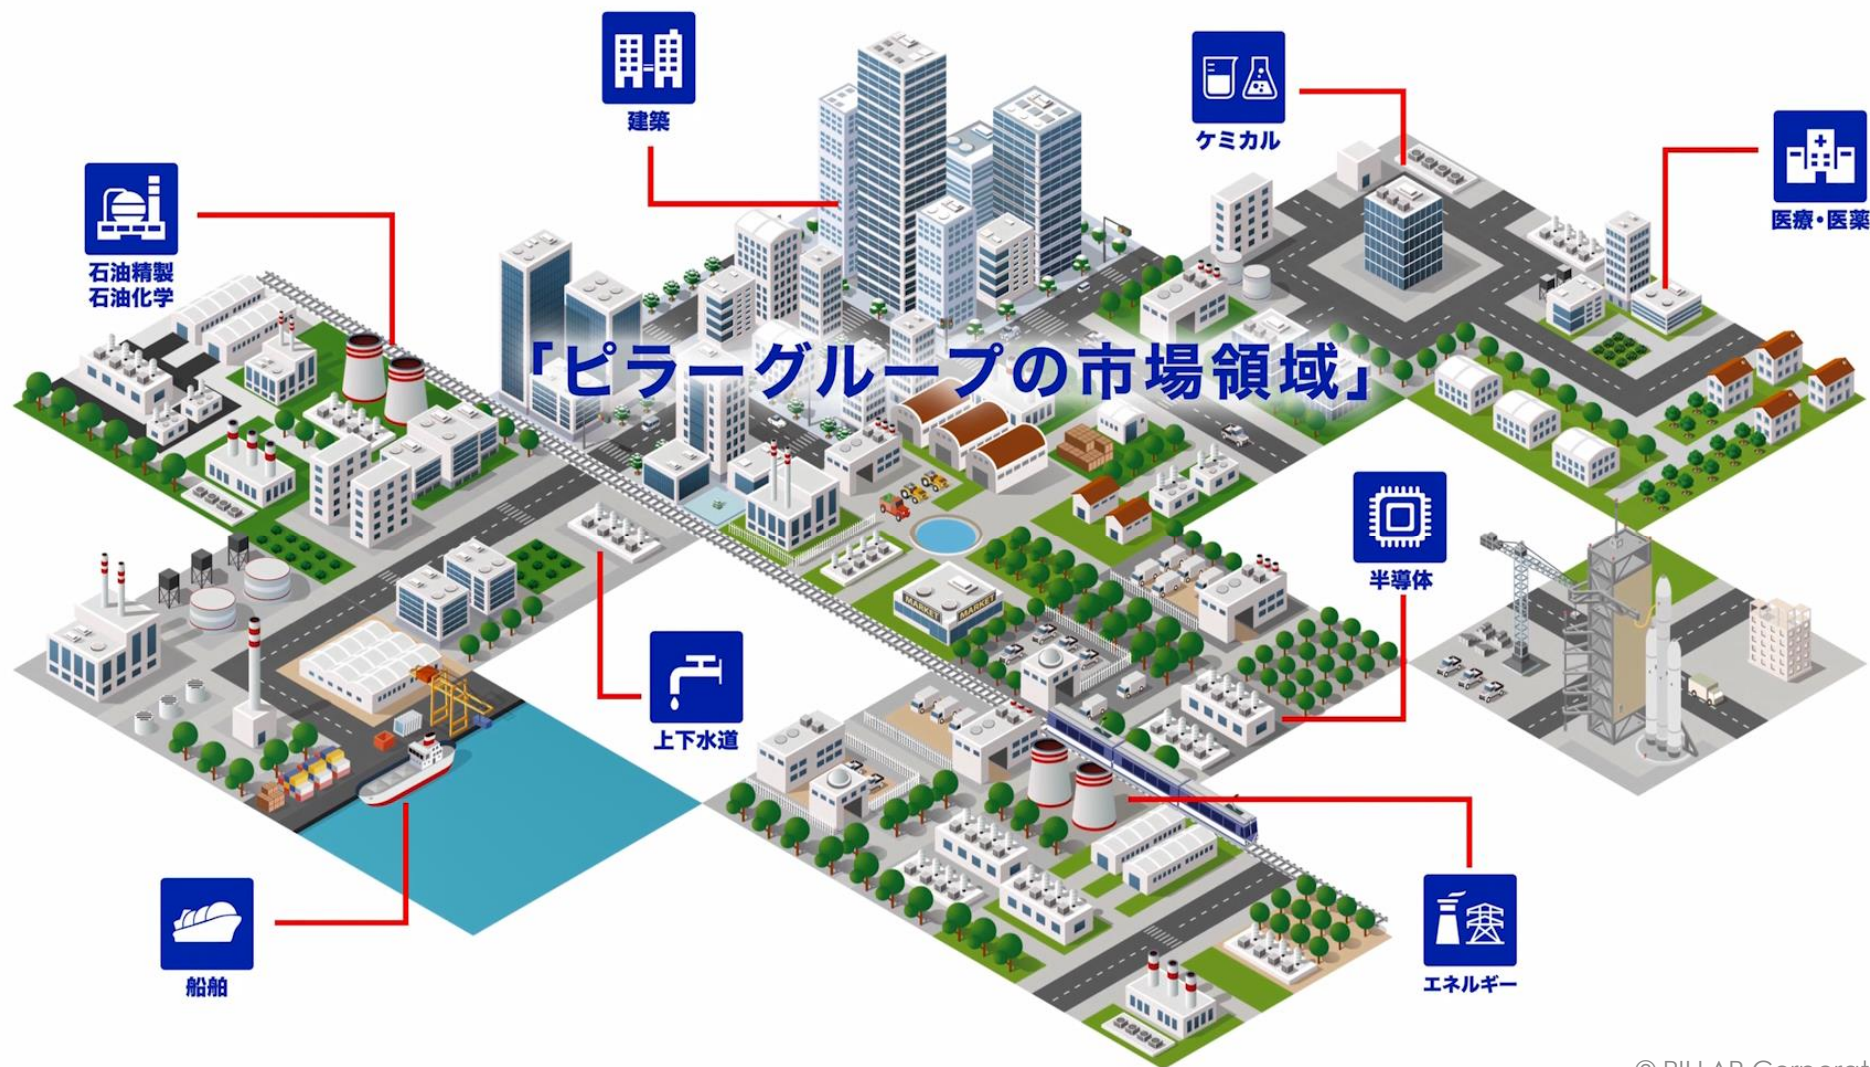 建築
ケミカル
医療・医薬
石油精製
石油化学
「ピラーグループの市場領域」
半導体
MARKET MARKET
上下水道
船舶
エネルギー